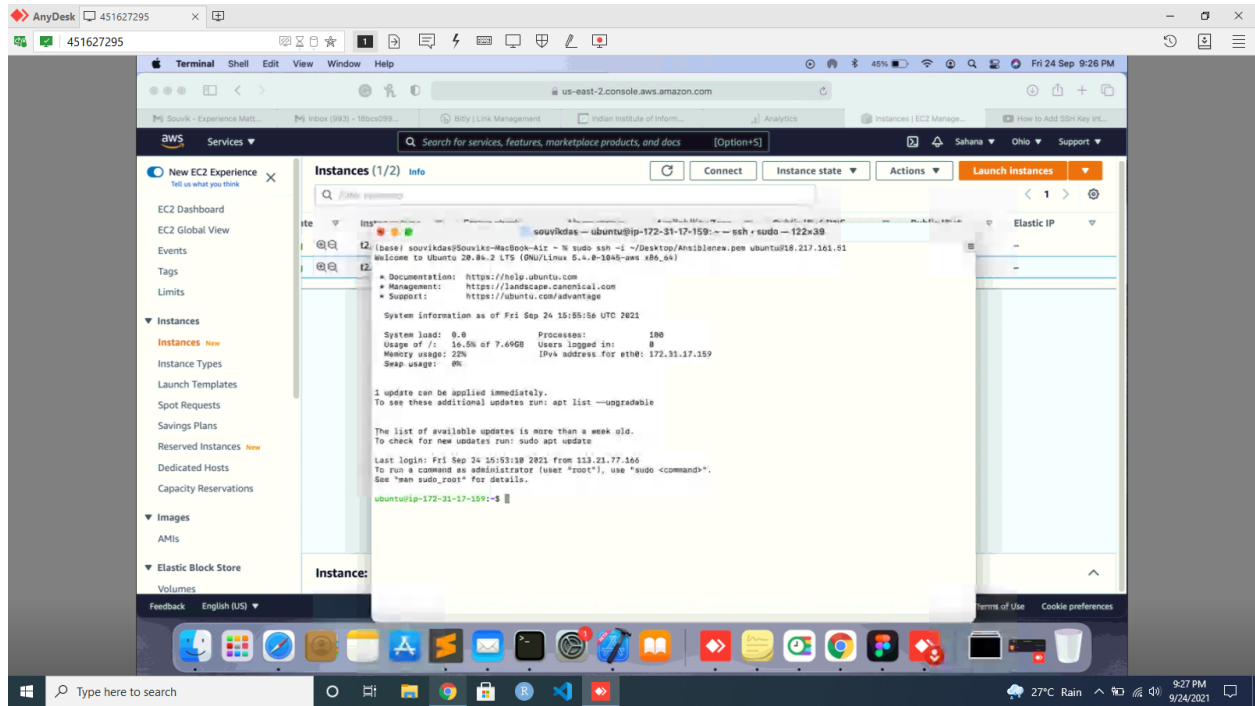 AnyDesk 451627295
451627295
1
Terminal Shell Edit View Window Help
45% Fri 24 Sep 9:26 PM
us-east-2.console.aws.amazon.com
Souvik - Experience Matt...
Inbox (993) - 18bcs099...
Bitly | Link Management
Indian Institute of Inform...
Analytics
Instances | EC2 Manage...
How to Add SSH Key int...
aws Services ▼
Search for services, features, marketplace products, and docs [Option+S]
Sahana ▼ Ohio ▼ Support ▼
New EC2 Experience
Tell us what you think
EC2 Dashboard
EC2 Global View
Events
Tags
Limits
▼ Instances
Instances New
Instance Types
Launch Templates
Spot Requests
Savings Plans
Reserved Instances New
Dedicated Hosts
Capacity Reservations
▼ Images
AMIs
▼ Elastic Block Store
Volumes
Instances (1/2) Info
Connect
Instance state ▼
Actions ▼
Launch instances ▼
< 1 >
Elastic IP
–
–
souvikdas — ubuntu@ip-172-31-17-159: ~ — ssh ‹ sudo — 122×39
(base) souvikdas@Souviks-MacBook-Air ~ % sudo ssh -i ~/Desktop/Ansiblenew.pem ubuntu@18.217.161.51
Welcome to Ubuntu 20.04.2 LTS (GNU/Linux 5.4.0-1045-aws x86_64)
* Documentation: https://help.ubuntu.com
* Management: https://landscape.canonical.com
* Support: https://ubuntu.com/advantage
System information as of Fri Sep 24 15:55:56 UTC 2021
System load: 0.0 Processes: 100
Usage of /: 16.5% of 7.69GB Users logged in: 0
Memory usage: 22% IPv4 address for eth0: 172.31.17.159
Swap usage: 0%
1 update can be applied immediately.
To see these additional updates run: apt list --upgradable
The list of available updates is more than a week old.
To check for new updates run: sudo apt update
Last login: Fri Sep 24 15:53:10 2021 from 113.21.77.166
To run a command as administrator (user "root"), use "sudo <command>".
See "man sudo_root" for details.
ubuntu@ip-172-31-17-159:~$
Instance:
Feedback English (US) ▼
Terms of Use Cookie preferences
Type here to search
27°C Rain
9:27 PM
9/24/2021